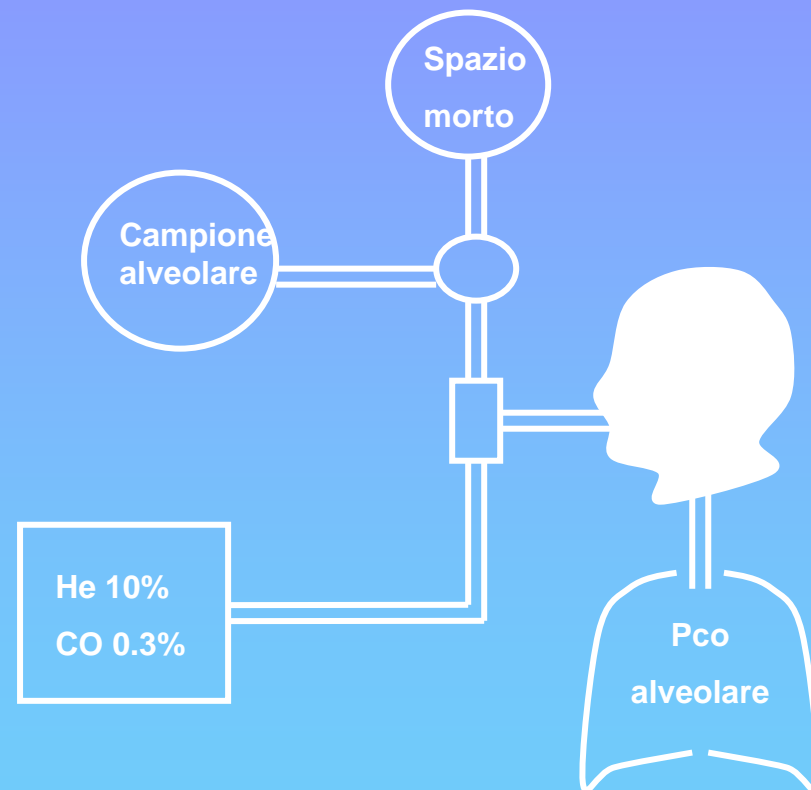 Spazio
morto
Campione
alveolare
He 10%
CO 0.3%
Pco
alveolare